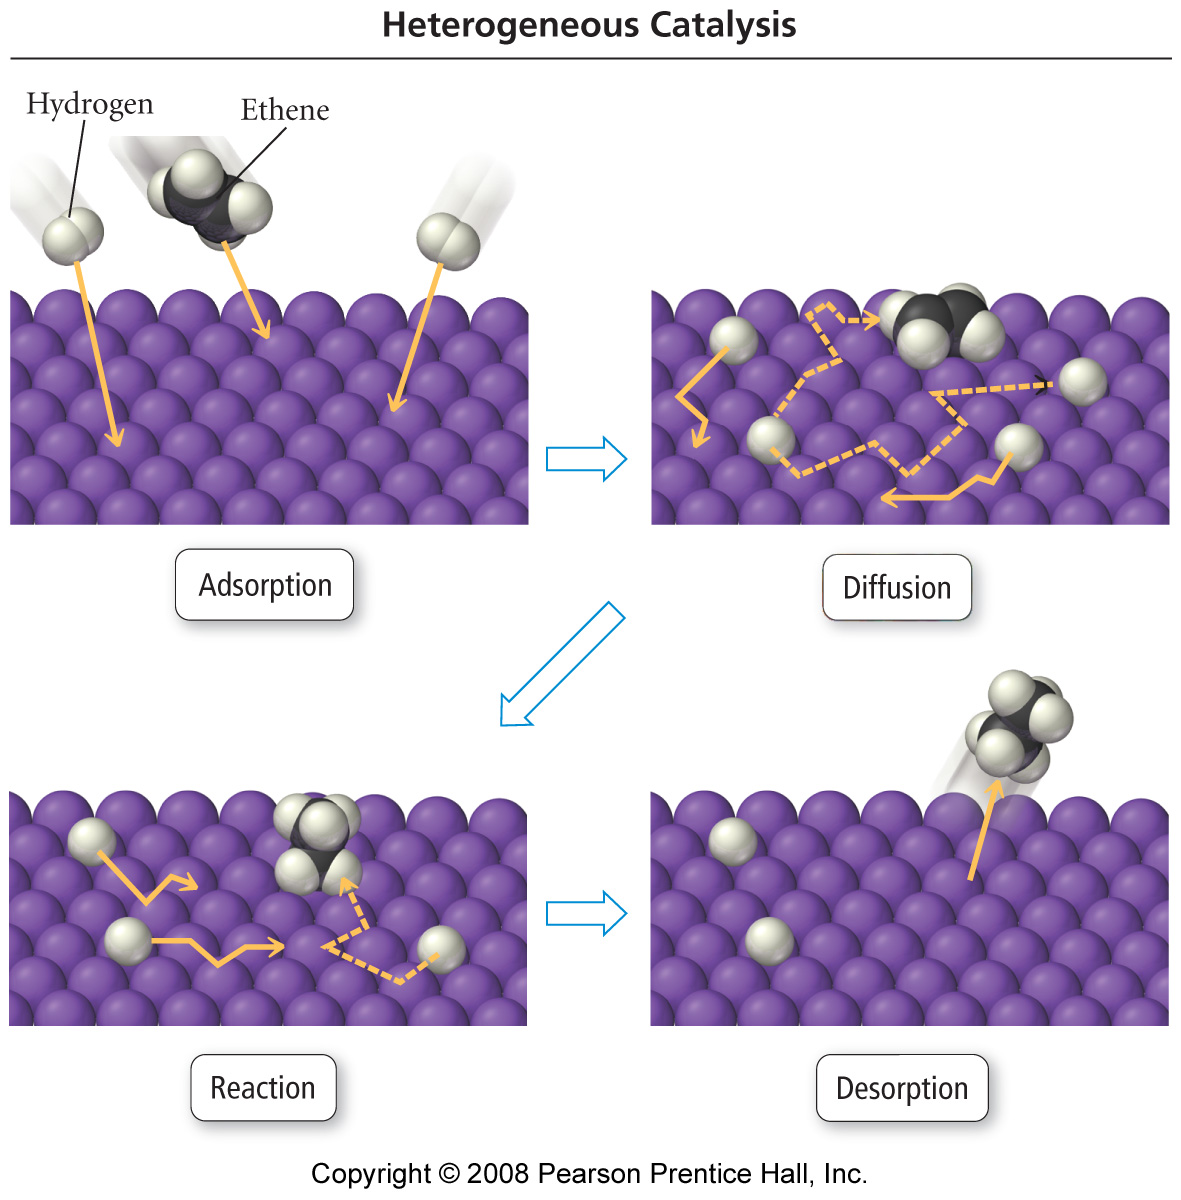 Heterogeneous Catalysis
Hydrogen
Ethene
Adsorption
Diffusion
Reaction
Desorption
Copyright © 2008 Pearson Prentice Hall, Inc.